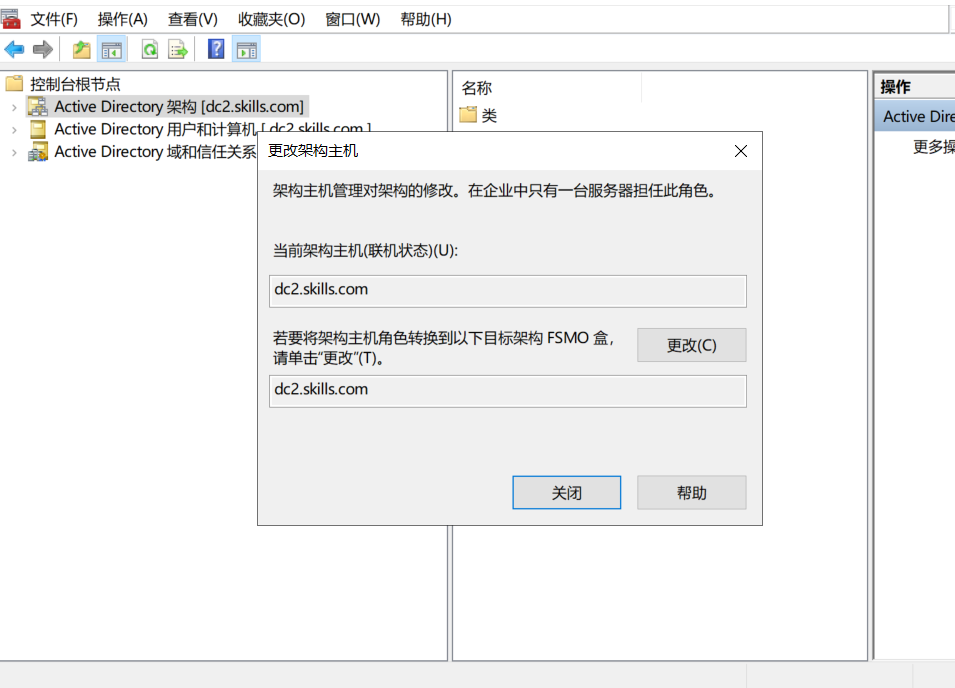 文件(F) 操作(A) 查看(V) 收藏夹(O) 窗口(W) 帮助(H)
控制台根节点
Active Directory 架构 [dc2.skills.com]
Active Directory 用户和计算机 [ dc2.skills.com ]
Active Directory 域和信任关系
名称
类
操作
Active Dire
更多操
更改架构主机
架构主机管理对架构的修改。在企业中只有一台服务器担任此角色。
当前架构主机(联机状态)(U):
dc2.skills.com
若要将架构主机角色转换到以下目标架构 FSMO 盒，
请单击“更改”(T)。
更改(C)
dc2.skills.com
关闭 帮助